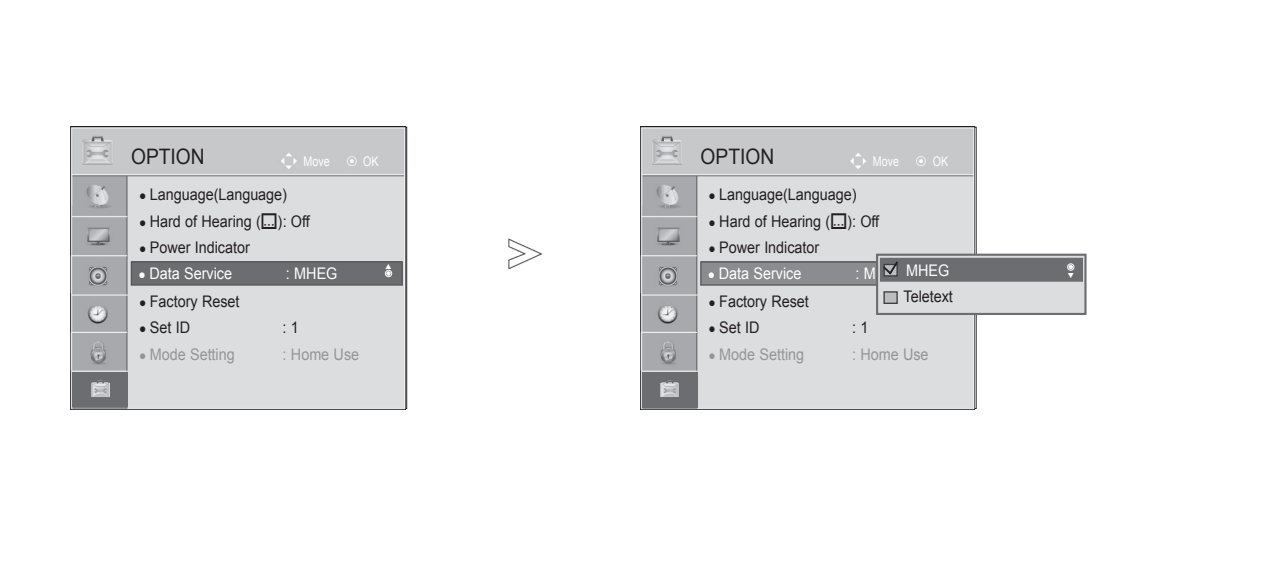 OPTION Move OK
• Language(Language)
• Hard of Hearing (...): Off
• Power Indicator
• Data Service : MHEG
• Factory Reset
• Set ID : 1
• Mode Setting : Home Use
OPTION Move OK
• Language(Language)
• Hard of Hearing (...): Off
• Power Indicator
• Data Service : M
MHEG
Teletext
• Factory Reset
• Set ID : 1
• Mode Setting : Home Use